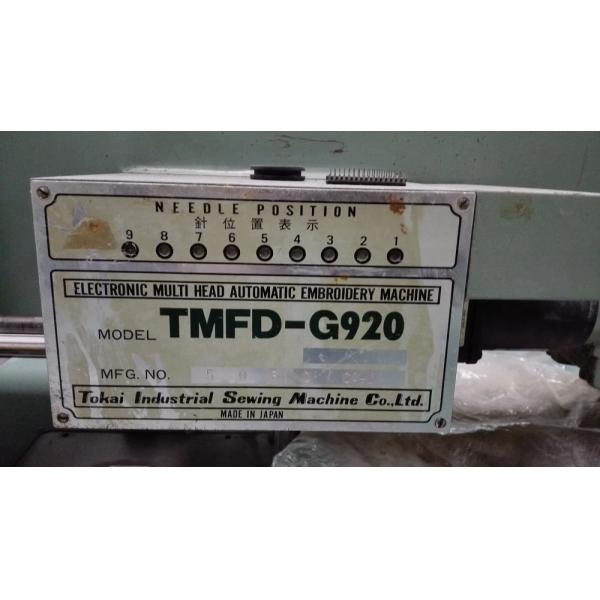 NEEDLE POSITION
針位置表示
9 8 7 6 5 4 3 2 1
ELECTRONIC MULTI HEAD AUTOMATIC EMBROIDERY MACHINE
MODEL TMFD-G920
MFG. NO.
Tokai Industrial Sewing Machine Co.,Ltd.
MADE IN JAPAN